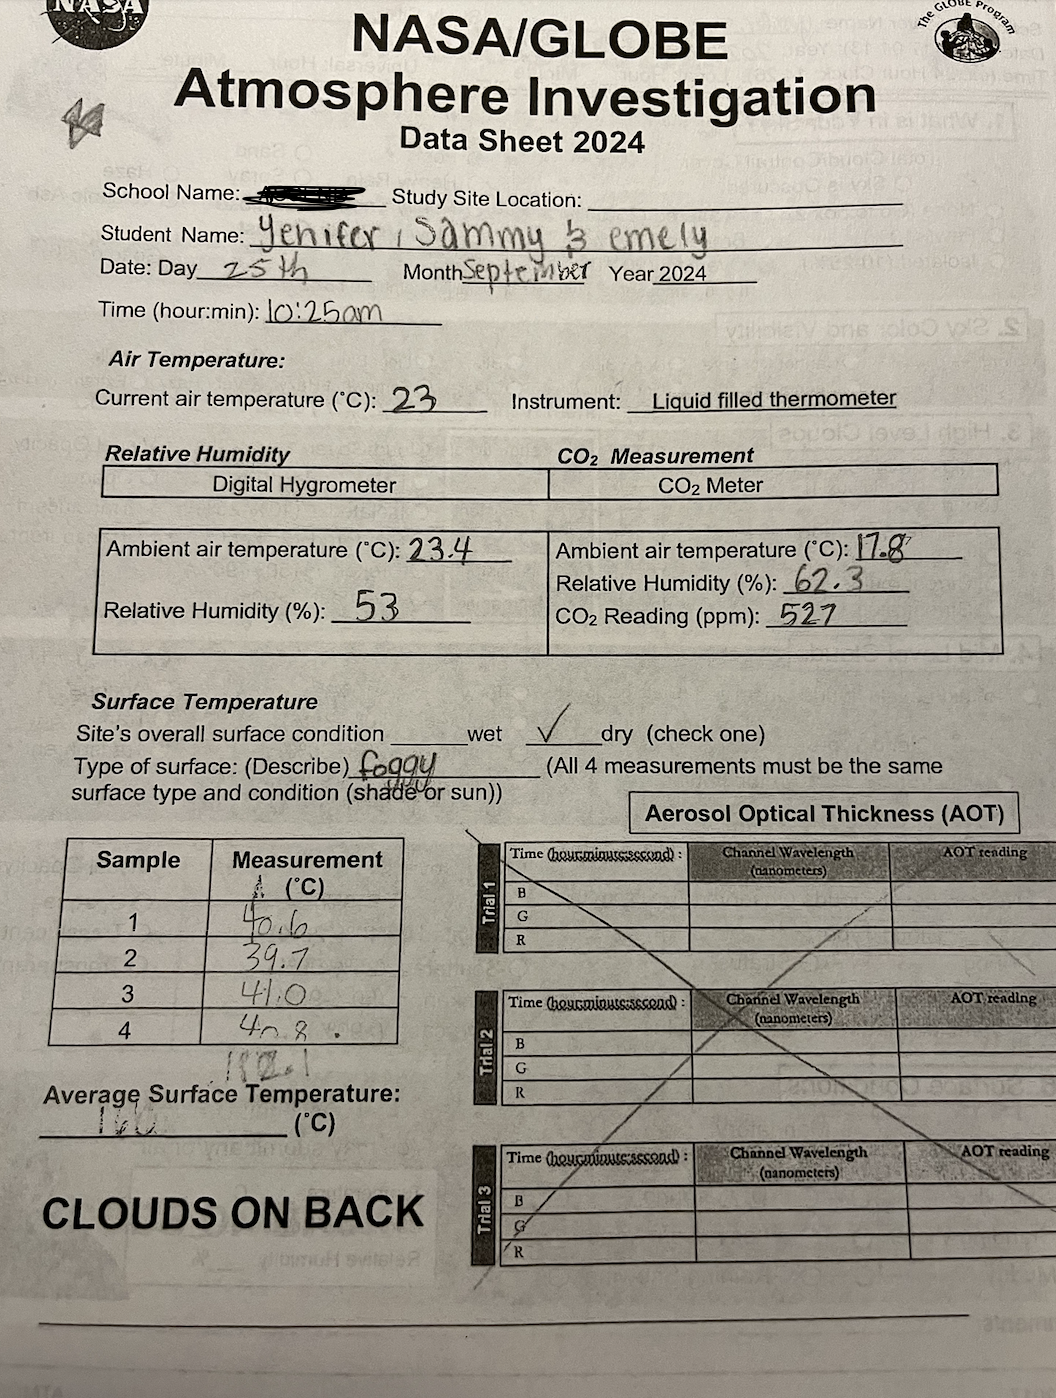 NASA
The GLOBE Program
NASA/GLOBE
Atmosphere Investigation
Data Sheet 2024
School Name: Study Site Location:
Student Name: Yenifer, Sammy & emely
Date: Day 25th Month September Year 2024
Time (hour:min): 10:25am
Air Temperature:
Current air temperature (°C): 23 Instrument: Liquid filled thermometer
Relative Humidity CO₂ Measurement
Digital Hygrometer CO₂ Meter
Ambient air temperature (°C): 23.4
Relative Humidity (%): 53
Ambient air temperature (°C): 17.8
Relative Humidity (%): 62.3
CO₂ Reading (ppm): 527
Surface Temperature
Site's overall surface condition wet ✓ dry (check one)
Type of surface: (Describe) foggy (All 4 measurements must be the same
surface type and condition (shade or sun))
Sample Measurement
(°C)
1 40.6
2 39.7
3 41.0
4 40.8
Average Surface Temperature:
(°C)
CLOUDS ON BACK
Aerosol Optical Thickness (AOT)
Trial 1
Time (hour:minute:second) : Channel Wavelength AOT reading
(nanometers)
B
G
R
Trial 2
Time (hour:minute:second) : Channel Wavelength AOT reading
(nanometers)
B
G
R
Trial 3
Time (hour:minute:second) : Channel Wavelength AOT reading
(nanometers)
B
G
R